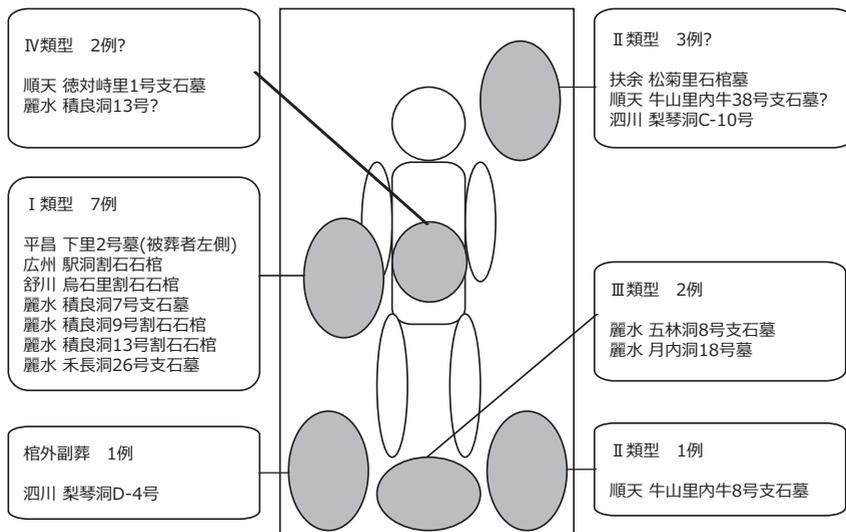 Ⅳ類型　2例?
順天 徳対峙里1号支石墓
麗水 積良洞13号?
Ⅰ類型　7例
平昌 下里2号墓(被葬者左側)
広州 駅洞割石石棺
舒川 烏石里割石石棺
麗水 積良洞7号支石墓
麗水 積良洞9号割石石棺
麗水 積良洞13号割石石棺
麗水 禾長洞26号支石墓
棺外副葬　1例
泗川 梨琴洞D-4号
Ⅱ類型　3例?
扶余 松菊里石棺墓
順天 牛山里内牛38号支石墓?
泗川 梨琴洞C-10号
Ⅲ類型　2例
麗水 五林洞8号支石墓
麗水 月内洞18号墓
Ⅱ類型　1例
順天 牛山里内牛8号支石墓